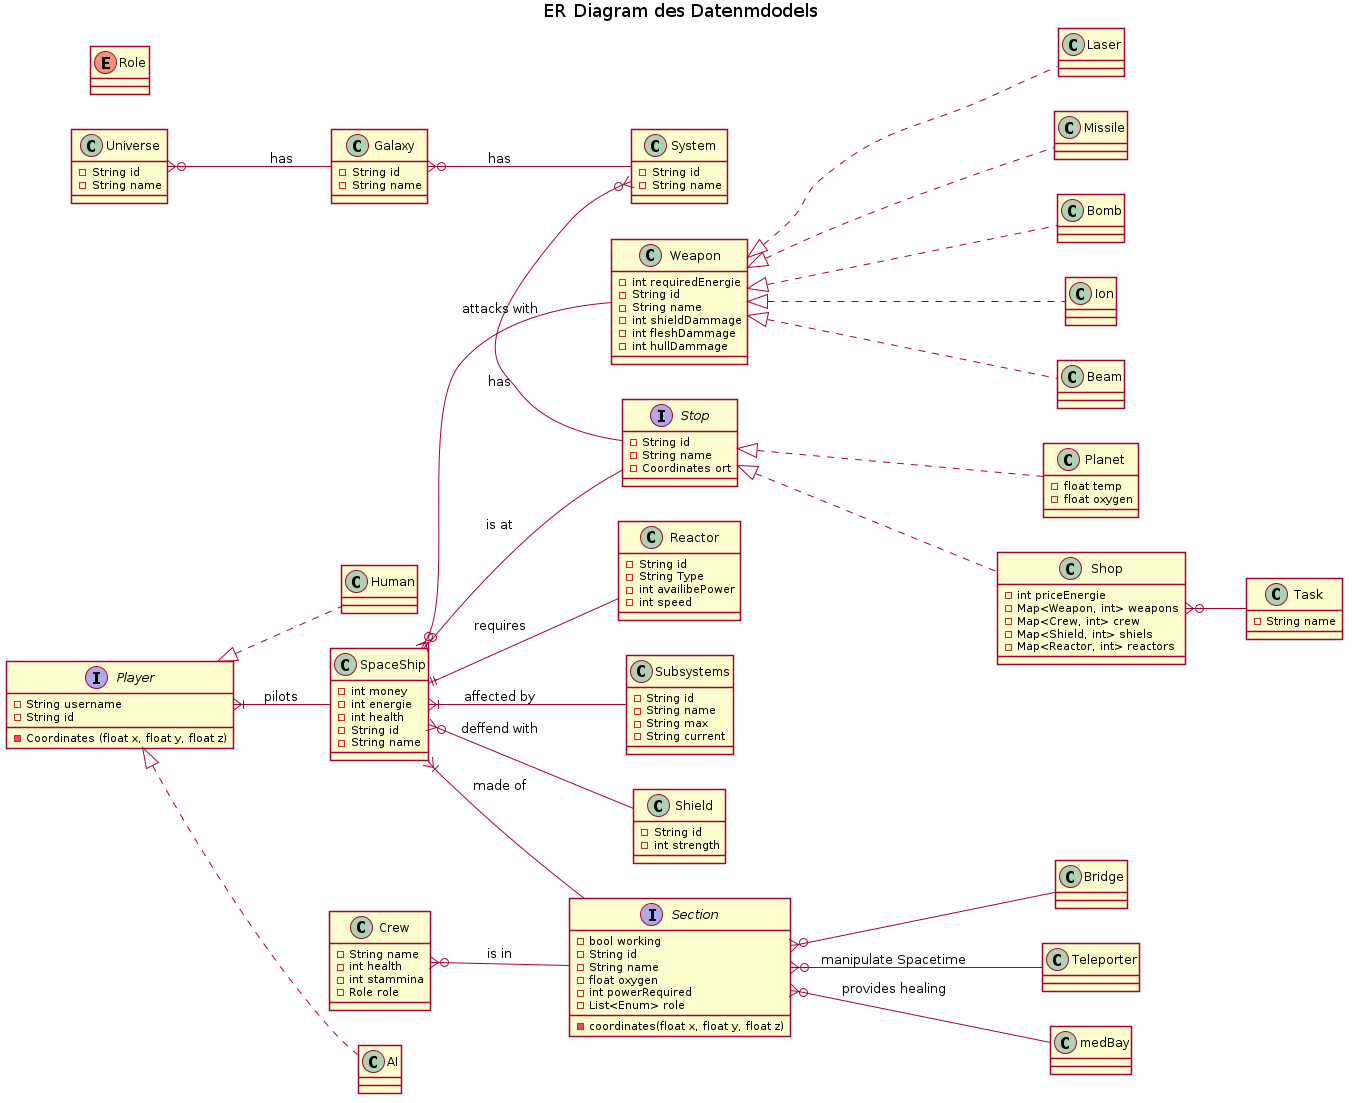 ER Diagram des Datenmdodels
E Role
C Universe
String id
String name
has
C Galaxy
String id
String name
has
C System
String id
String name
C Weapon
int requiredEnergie
String id
String name
int shieldDammage
int fleshDammage
int hullDammage
C Laser
C Missile
C Bomb
C Ion
C Beam
attacks with
has
I Stop
String id
String name
Coordinates ort
C Planet
float temp
float oxygen
is at
C Reactor
String id
String Type
int availibePower
int speed
C Shop
int priceEnergie
Map<Weapon, int> weapons
Map<Crew, int> crew
Map<Shield, int> shiels
Map<Reactor, int> reactors
C Task
String name
C Human
requires
I Player
String username
String id
Coordinates (float x, float y, float z)
pilots
C SpaceShip
int money
int energie
int health
String id
String name
affected by
C Subsystems
String id
String name
String max
String current
deffend with
C Shield
String id
int strength
made of
I Section
bool working
String id
String name
float oxygen
int powerRequired
List<Enum> role
coordinates(float x, float y, float z)
C Crew
String name
int health
int stammina
Role role
is in
C Bridge
manipulate Spacetime
C Teleporter
provides healing
C medBay
C AI